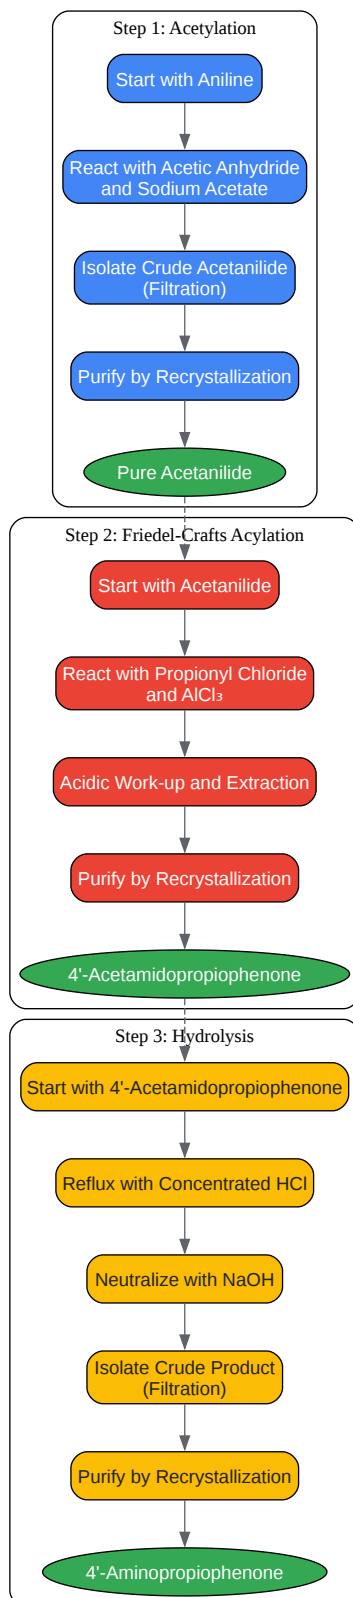 Step 1: Acetylation
Start with Aniline
React with Acetic Anhydride
and Sodium Acetate
Isolate Crude Acetanilide
(Filtration)
Purify by Recrystallization
Pure Acetanilide
Step 2: Friedel-Crafts Acylation
Start with Acetanilide
React with Propionyl Chloride
and AlCl₃
Acidic Work-up and Extraction
Purify by Recrystallization
4'-Acetamidopropiophenone
Step 3: Hydrolysis
Start with 4'-Acetamidopropiophenone
Reflux with Concentrated HCl
Neutralize with NaOH
Isolate Crude Product
(Filtration)
Purify by Recrystallization
4'-Aminopropiophenone